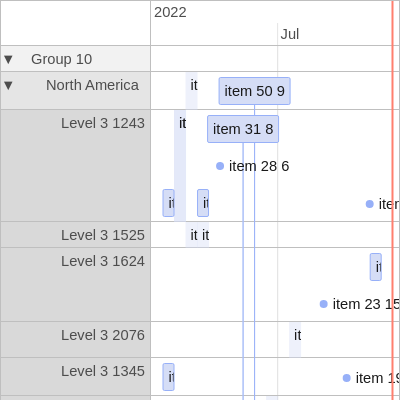 2022
Jul
▼ Group 10
▼ North America it item 50 9
Level 3 1243 it item 31 8
item 28 6
it it
Level 3 1525 it it
Level 3 1624 it
item 23 15
Level 3 2076 it
Level 3 1345 it item